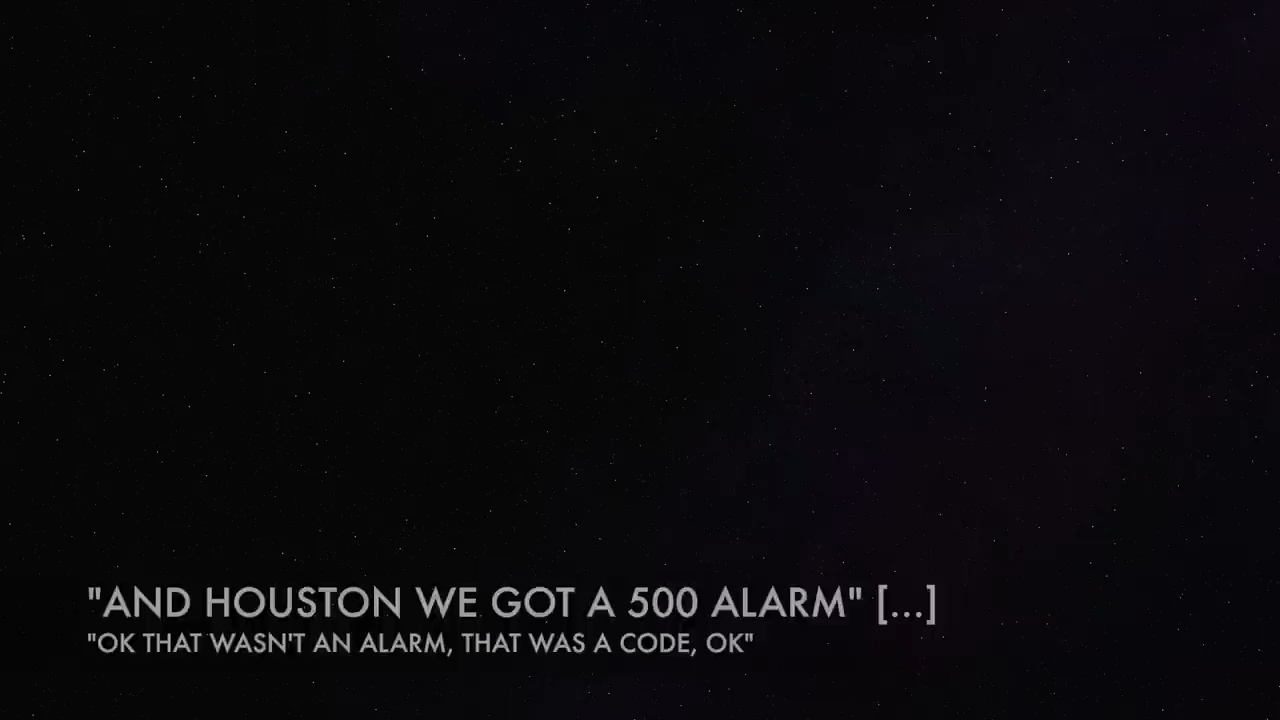 "AND HOUSTON WE GOT A 500 ALARM" [...]
"OK THAT WASN'T AN ALARM, THAT WAS A CODE, OK"